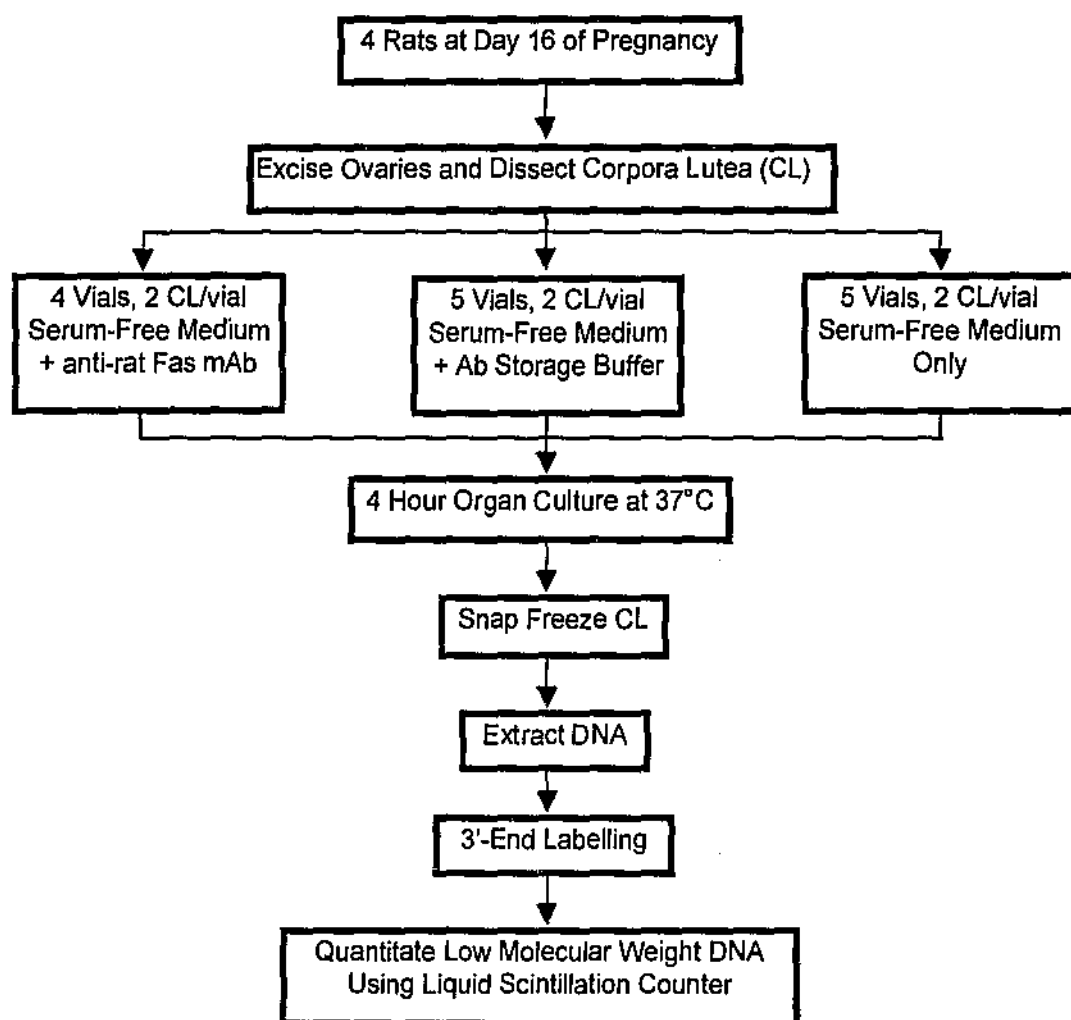 4 Rats at Day 16 of Pregnancy
Excise Ovaries and Dissect Corpora Lutea (CL)
4 Vials, 2 CL/vial
Serum-Free Medium
+ anti-rat Fas mAb
5 Vials, 2 CL/vial
Serum-Free Medium
+ Ab Storage Buffer
5 Vials, 2 CL/vial
Serum-Free Medium
Only
4 Hour Organ Culture at 37°C
Snap Freeze CL
Extract DNA
3'-End Labelling
Quantitate Low Molecular Weight DNA
Using Liquid Scintillation Counter